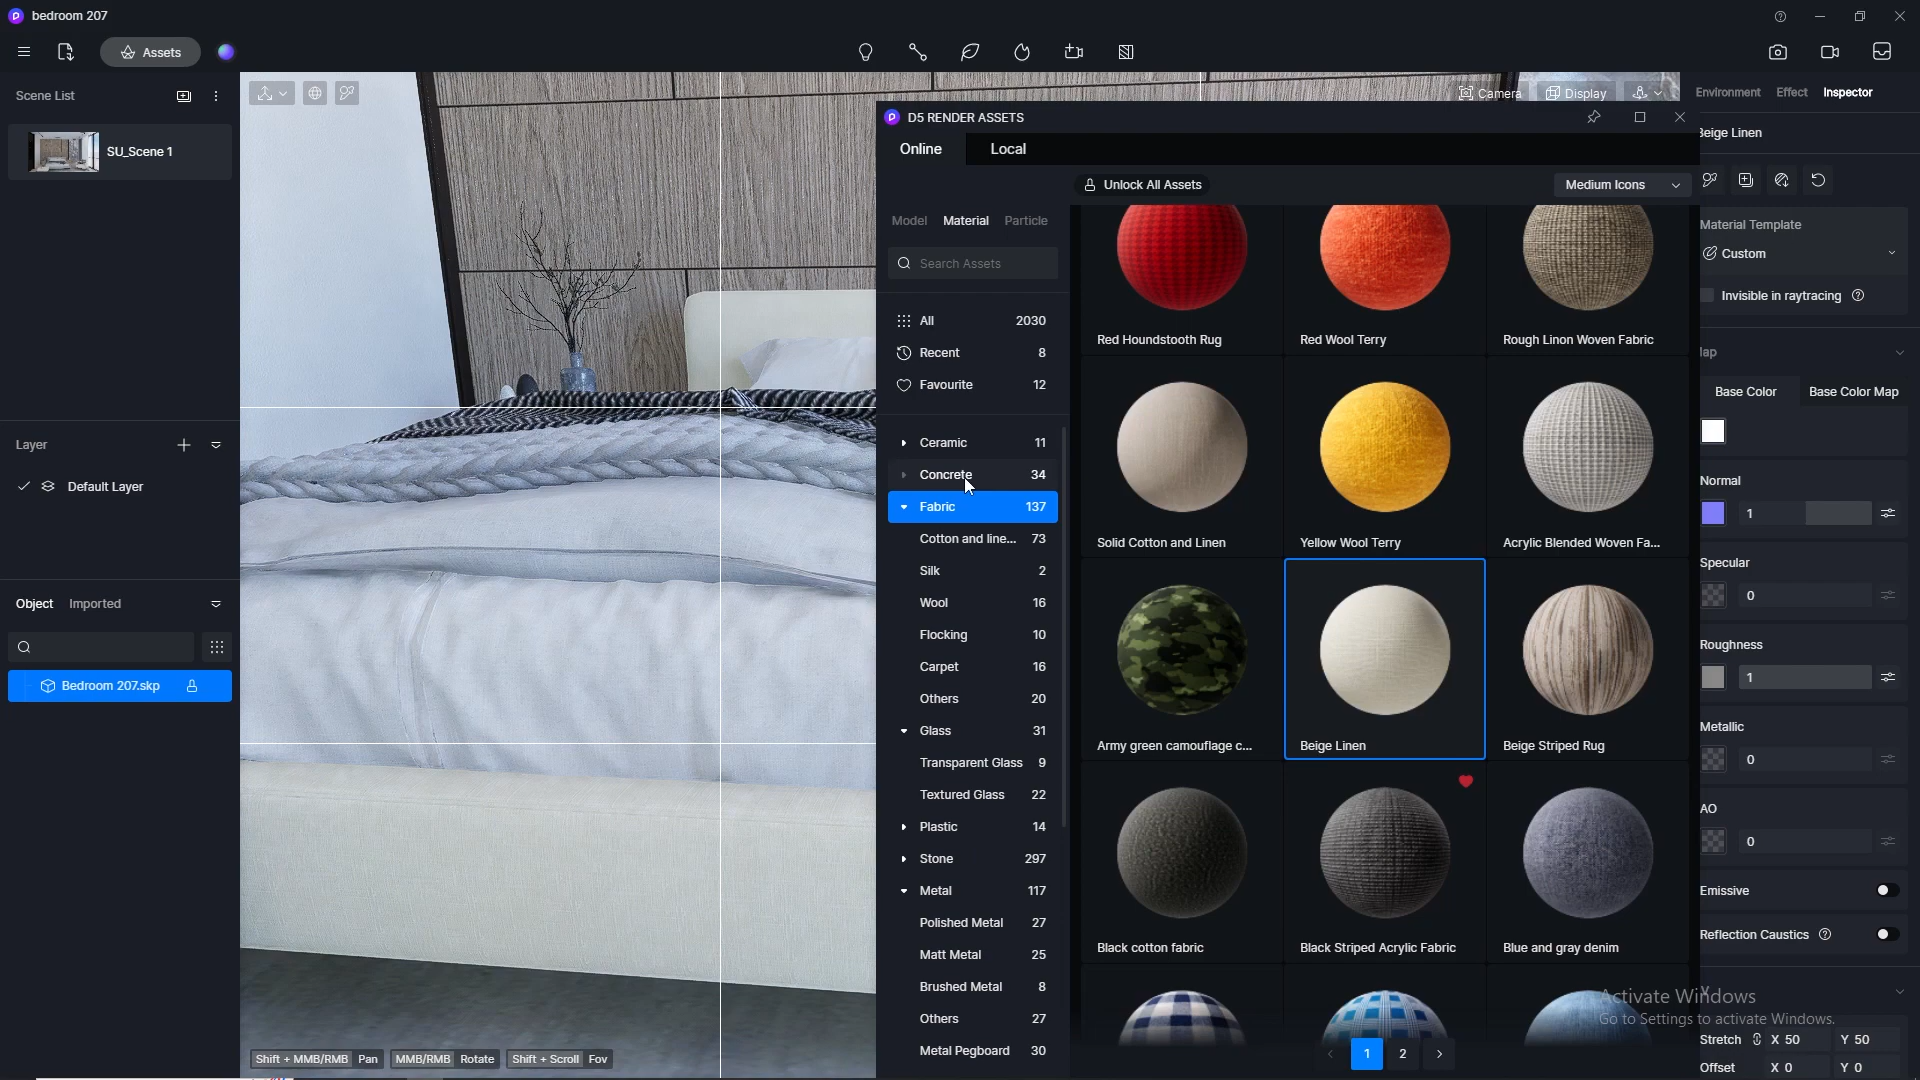 bedroom 207
Assets
Scene List
SU_Scene 1
Layer
Default Layer
Object Imported
Bedroom 207.skp
Camera
Display
Shift + MMB/RMB Pan MMB/RMB Rotate Shift + Scroll Fov
D5 RENDER ASSETS
Online Local
Unlock All Assets
Medium Icons
Model Material Particle
Search Assets
All 2030
Recent 8
Favourite 12
Ceramic 11
Concrete 34
Fabric 137
Cotton and line... 73
Silk 2
Wool 16
Flocking 10
Carpet 16
Others 20
Glass 31
Transparent Glass 9
Textured Glass 22
Plastic 14
Stone 297
Metal 117
Polished Metal 27
Matt Metal 25
Brushed Metal 8
Others 27
Metal Pegboard 30
Red Houndstooth Rug Red Wool Terry Rough Linon Woven Fabric
Solid Cotton and Linen Yellow Wool Terry Acrylic Blended Woven Fa...
Army green camouflage c... Beige Linen Beige Striped Rug
Black cotton fabric Black Striped Acrylic Fabric Blue and gray denim
1 2
Environment Effect Inspector
Beige Linen
Material Template
Custom
Invisible in raytracing
ap
Base Color Base Color Map
Normal
1
Specular
0
Roughness
1
Metallic
0
AO
0
Emissive
Reflection Caustics
Activate Windows
Go to Settings to activate Windows.
Stretch X 50 Y 50
Offset X 0 Y 0